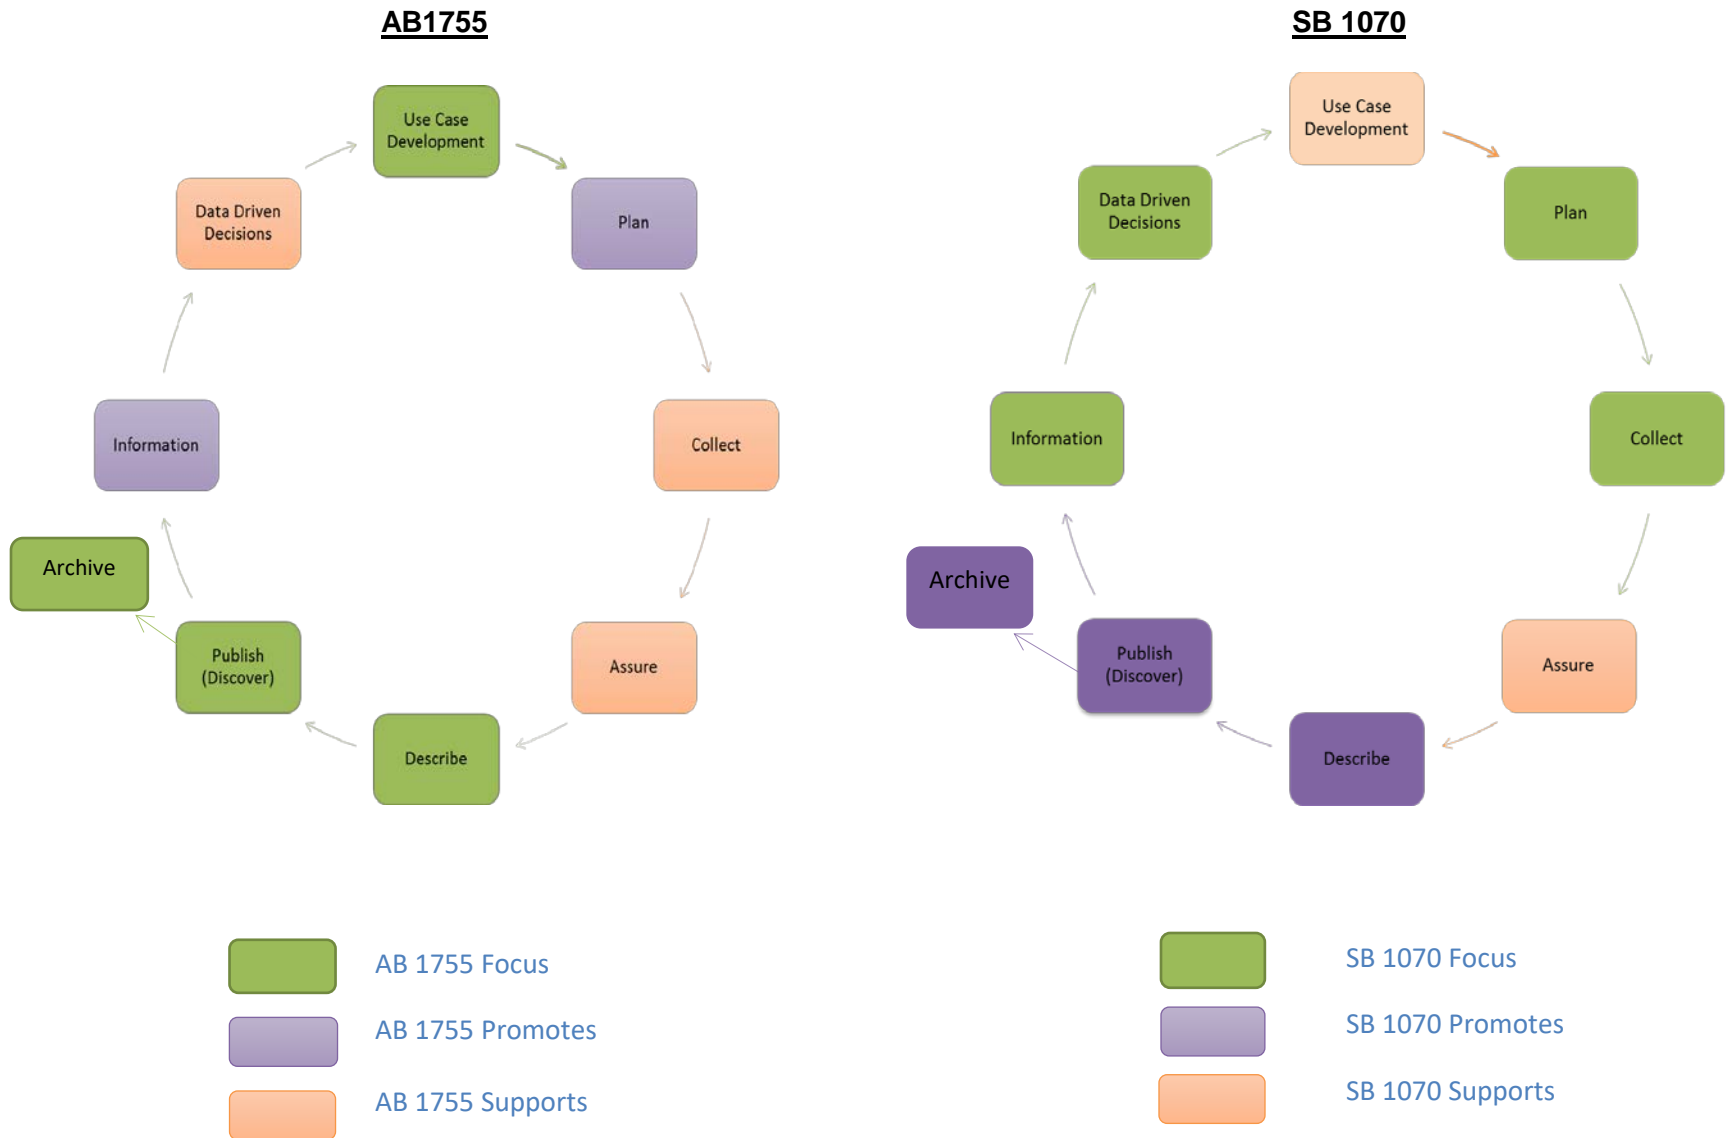 AB1755
Use Case
Development
Plan
Collect
Assure
Describe
Publish
(Discover)
Archive
Information
Data Driven
Decisions
AB 1755 Focus
AB 1755 Promotes
AB 1755 Supports
SB 1070
Use Case
Development
Plan
Collect
Assure
Describe
Publish
(Discover)
Archive
Information
Data Driven
Decisions
SB 1070 Focus
SB 1070 Promotes
SB 1070 Supports